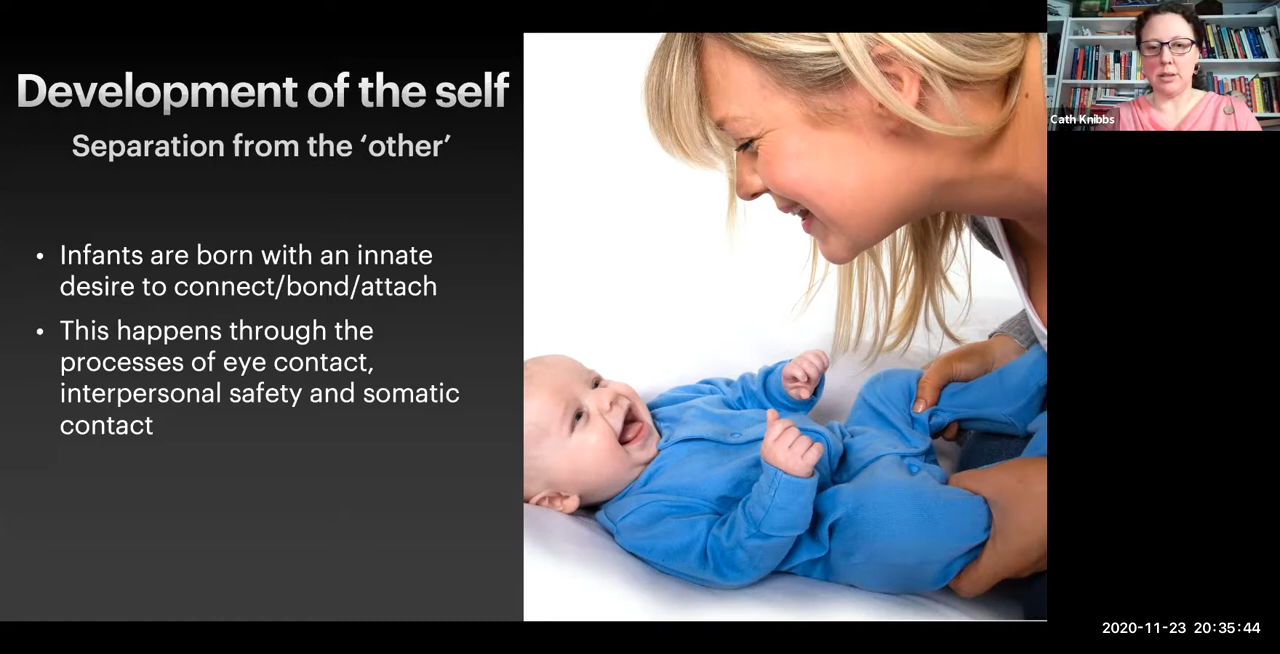 Development of the self
Separation from the ‘other’
• Infants are born with an innate
desire to connect/bond/attach
• This happens through the
processes of eye contact,
interpersonal safety and somatic
contact
Cath Knibbs
2020-11-23 20:35:44